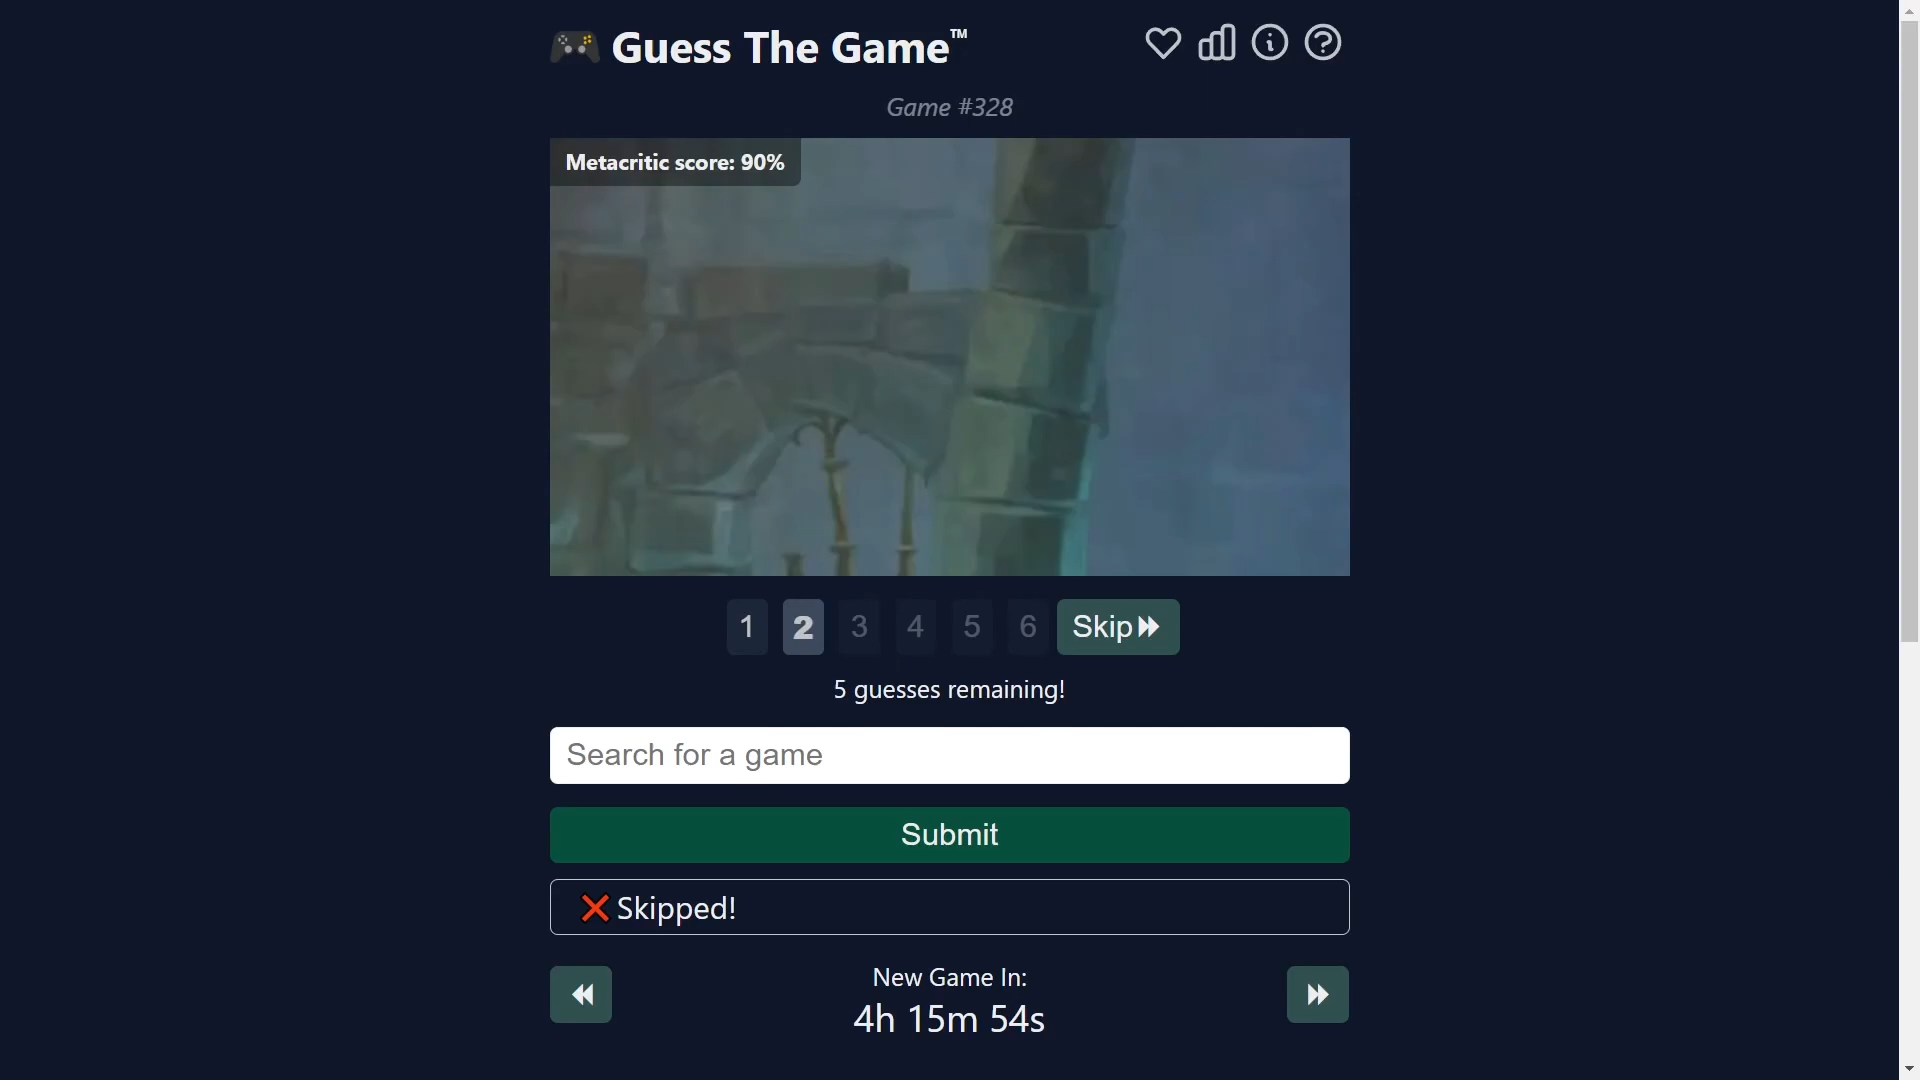 Guess The Game™
Game #328
Metacritic score: 90%
1 2 3 4 5 6 Skip
5 guesses remaining!
Search for a game
Submit
Skipped!
New Game In:
4h 15m 54s